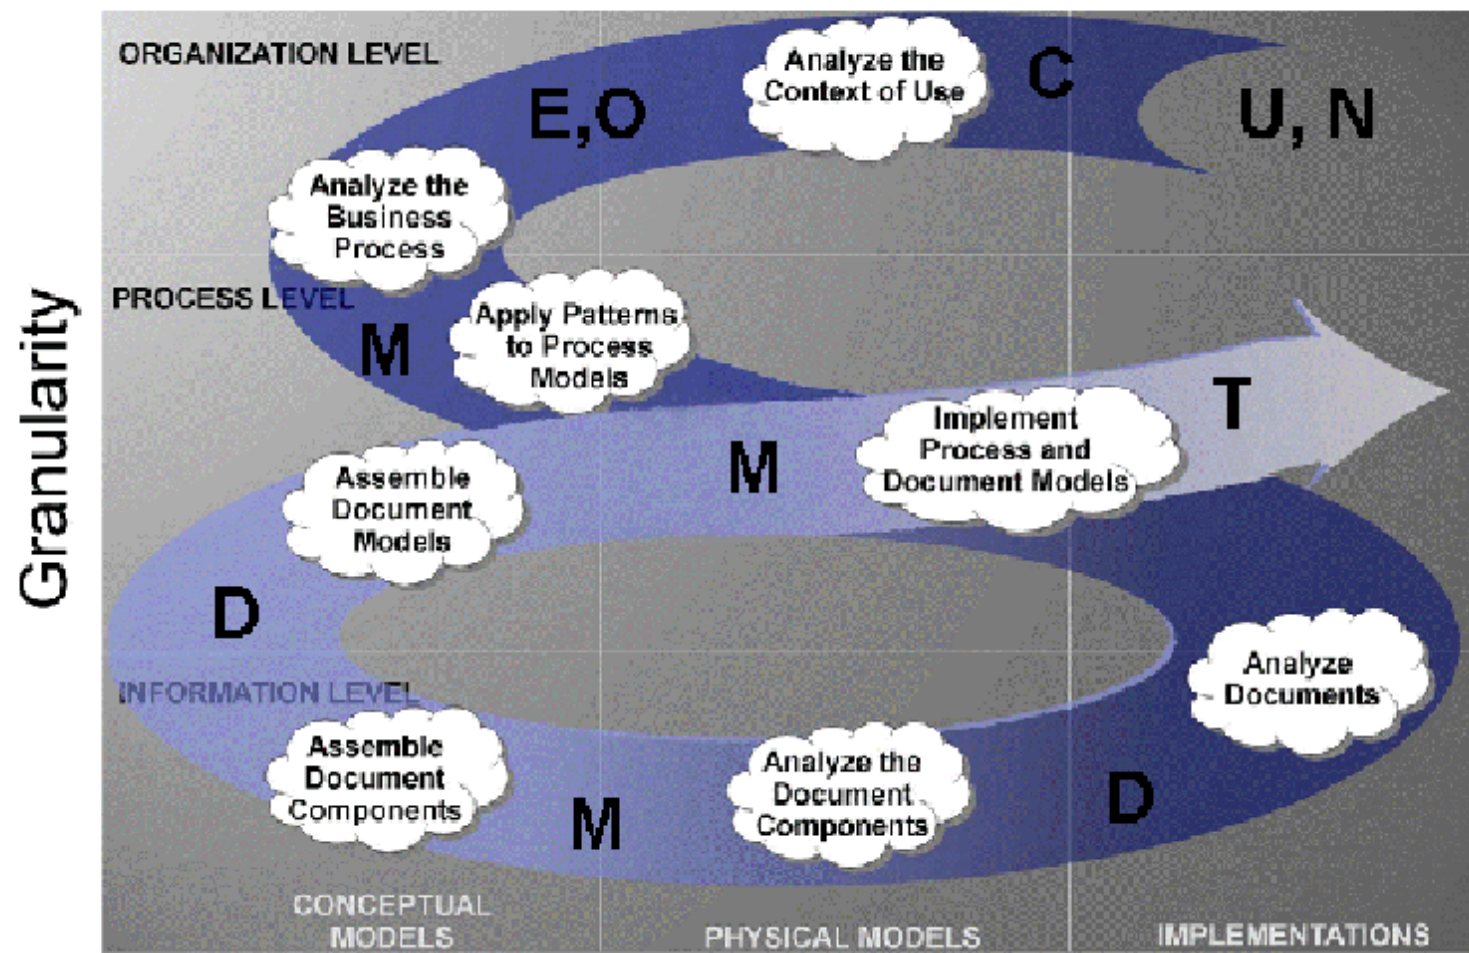 Granularity
ORGANIZATION LEVEL
Analyze the
Context of Use
C
E,O
U, N
Analyze the
Business
Process
PROCESS LEVEL
M
Apply Patterns
to Process
Models
T
Implement
Process and
Document Models
M
Assemble
Document
Models
D
Analyze
Documents
INFORMATION LEVEL
Assemble
Document
Components
M
Analyze the
Document
Components
D
CONCEPTUAL
MODELS
PHYSICAL MODELS
IMPLEMENTATIONS